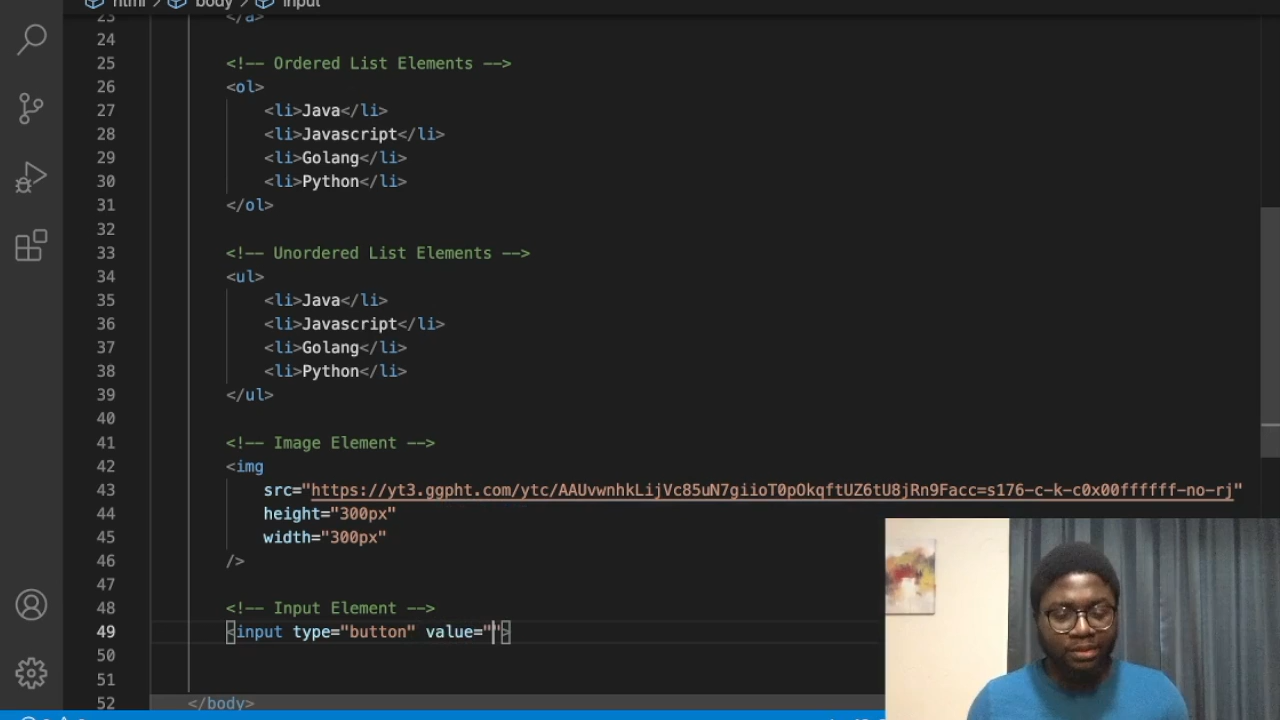 html > body > input
23 </a>
24
25 <!-- Ordered List Elements -->
26 <ol>
27 <li>Java</li>
28 <li>Javascript</li>
29 <li>Golang</li>
30 <li>Python</li>
31 </ol>
32
33 <!-- Unordered List Elements -->
34 <ul>
35 <li>Java</li>
36 <li>Javascript</li>
37 <li>Golang</li>
38 <li>Python</li>
39 </ul>
40
41 <!-- Image Element -->
42 <img
43 src="https://yt3.ggpht.com/ytc/AAUvwnhkLijVc85uN7giioT0pOkqftUZ6tU8jRn9Facc=s176-c-k-c0x00ffffff-no-rj"
44 height="300px"
45 width="300px"
46 />
47
48 <!-- Input Element -->
49 <input type="button" value="">
50
51
52 </body>